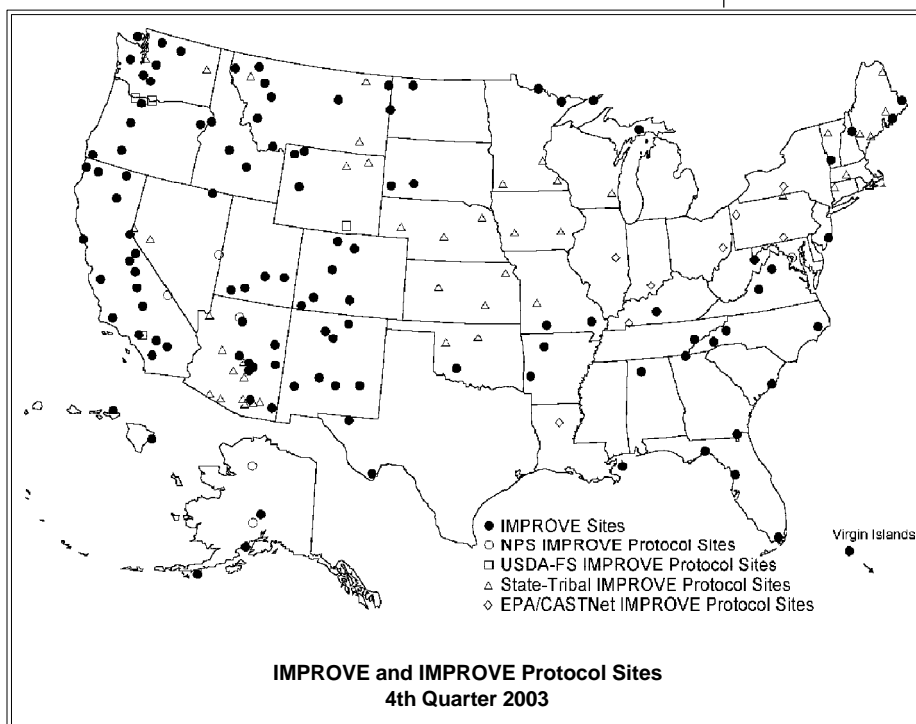 Virgin Islands
IMPROVE Sites
NPS IMPROVE Protocol Sites
USDA-FS IMPROVE Protocol Sites
State-Tribal IMPROVE Protocol Sites
EPA/CASTNet IMPROVE Protocol Sites
IMPROVE and IMPROVE Protocol Sites
4th Quarter 2003